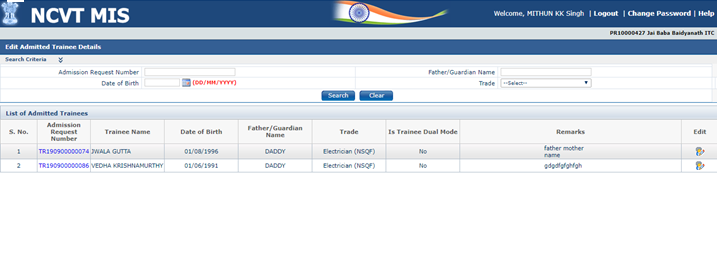 NCVT MIS
Welcome, MITHUN KK Singh | Logout | Change Password | Help
PR10000427 Jai Baba Baidyanath ITC
Edit Admitted Trainee Details
Search Criteria
Admission Request Number Father/Guardian Name
Date of Birth (DD/MM/YYYY) Trade --Select--
Search Clear
List of Admitted Trainees
S. No. Admission Request Number Trainee Name Date of Birth Father/Guardian Name Trade Is Trainee Dual Mode Remarks Edit
1 TR190900000074 JWALA GUTTA 01/08/1996 DADDY Electrician (NSQF) No father mother name
2 TR190900000086 VEDHA KRISHNAMURTHY 01/06/1991 DADDY Electrician (NSQF) No gdgdfgfghfgh